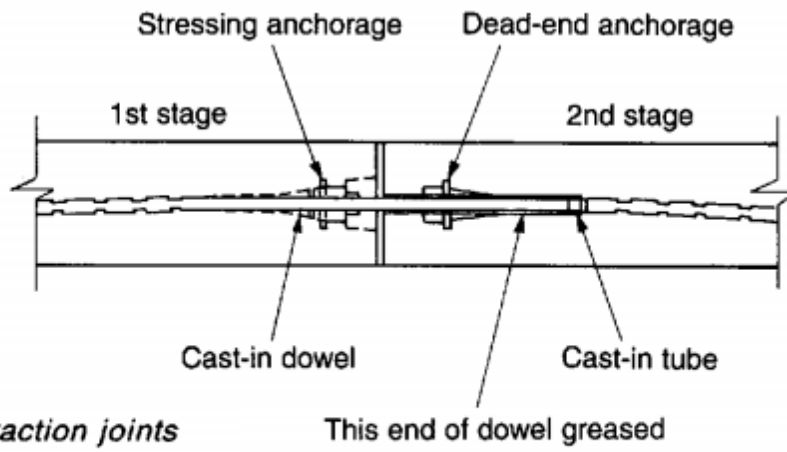 Stressing anchorage
Dead-end anchorage
1st stage
2nd stage
Cast-in dowel
Cast-in tube
action joints
This end of dowel greased